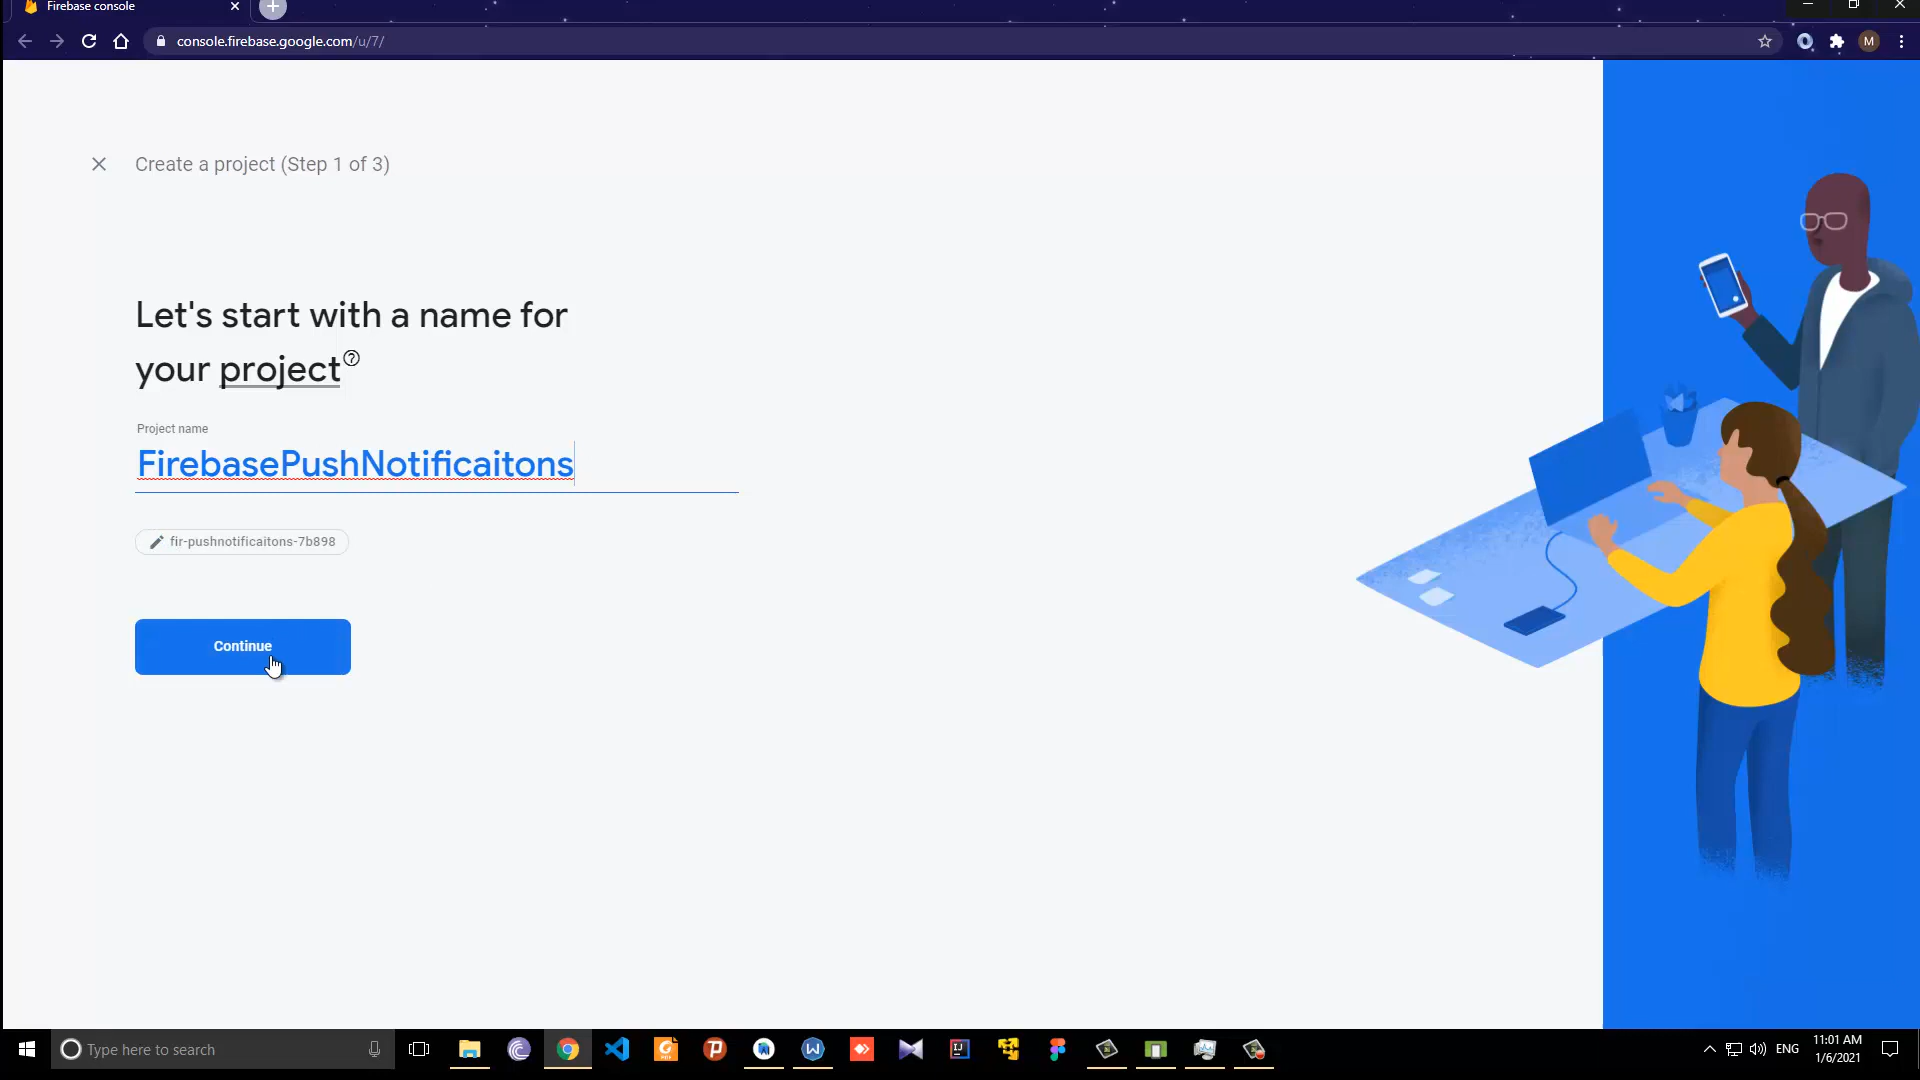 Firebase console
console.firebase.google.com/u/7/
M
Create a project (Step 1 of 3)
Let's start with a name for
your project
Project name
FirebasePushNotificaitons
fir-pushnotificaitons-7b898
Continue
Type here to search
ENG
11:01 AM
1/6/2021